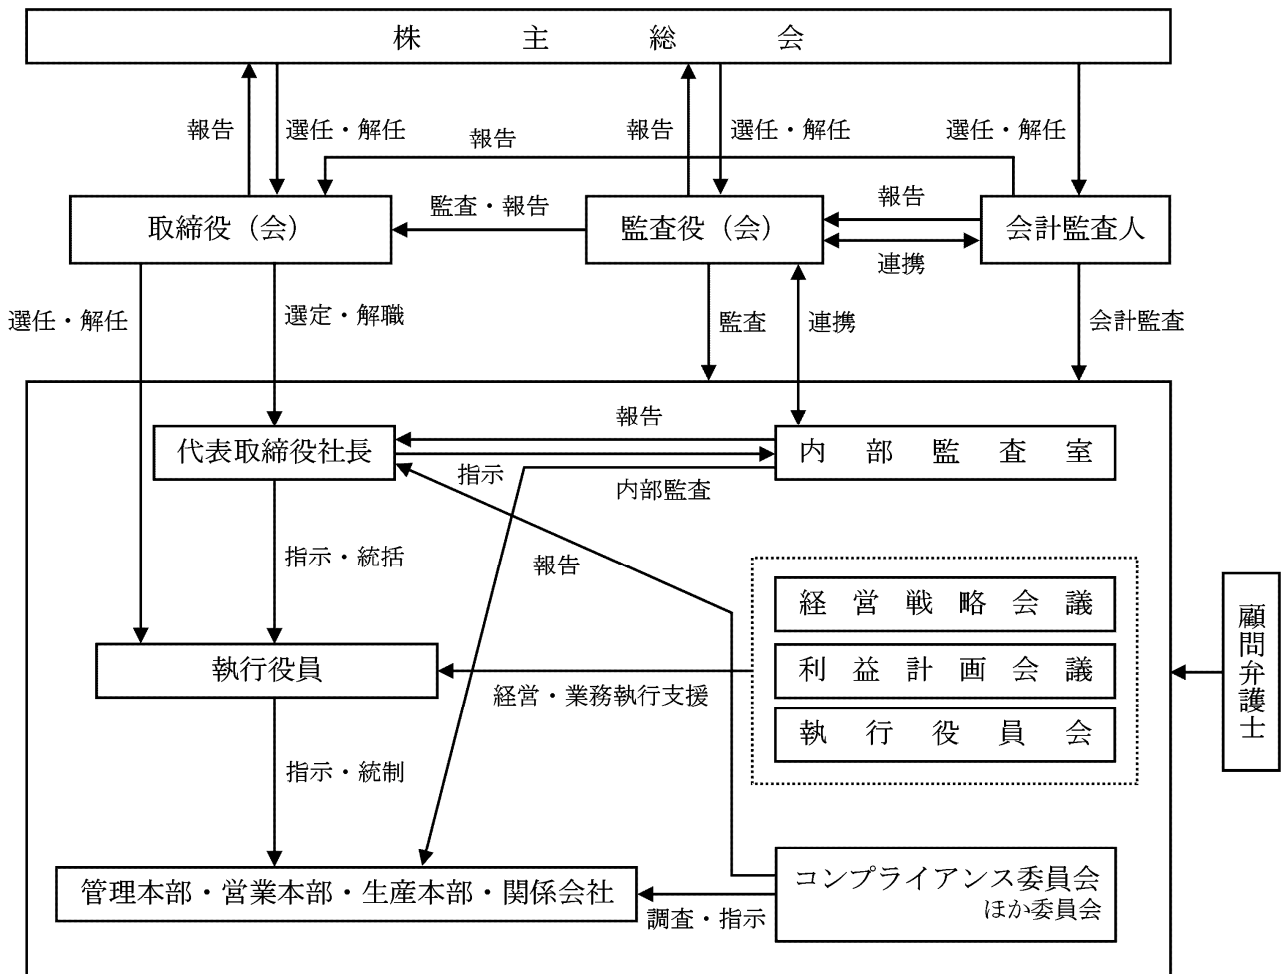 株主総会
報告
選任・解任
報告
報告
選任・解任
選任・解任
取締役（会）
監査・報告
監査役（会）
報告
連携
会計監査人
選任・解任
選定・解職
監査
連携
会計監査
代表取締役社長
報告
指示
内部監査
内部監査室
指示・統括
報告
経営戦略会議
利益計画会議
執行役員会
顧問弁護士
執行役員
経営・業務執行支援
指示・統制
管理本部・営業本部・生産本部・関係会社
調査・指示
コンプライアンス委員会
ほか委員会